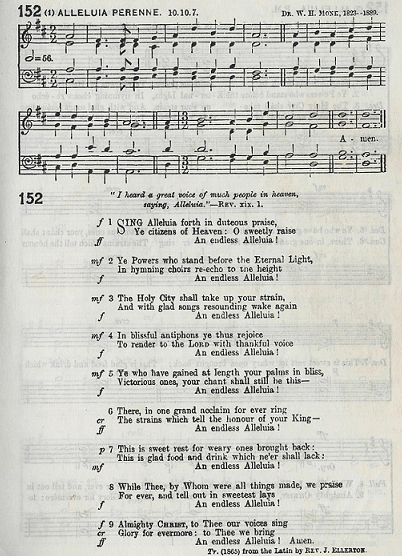 152 (1) ALLELUIA PERENNE. 10.10.7. DR. W. H. MONK, 1823–1889.
=56.
A - men.
152
"I heard a great voice of much people in heaven,
saying, Alleluia."—REV. xix. 1.
f 1 SING Alleluia forth in duteous praise,
Ye citizens of Heaven: O sweetly raise
ff An endless Alleluia!
mf 2 Ye Powers who stand before the Eternal Light,
In hymning choirs re-echo to the height
f An endless Alleluia!
mf 3 The Holy City shall take up your strain,
And with glad songs resounding wake again
f An endless Alleluia!
mf 4 In blissful antiphons ye thus rejoice
To render to the LORD with thankful voice
f An endless Alleluia!
mf 5 Ye who have gained at length your palms in bliss,
Victorious ones, your chant shall still be this—
f An endless Alleluia!
6 There, in one grand acclaim for ever ring
cr The strains which tell the honour of your King—
ff An endless Alleluia!
p 7 This is sweet rest for weary ones brought back:
This is glad food and drink which ne'er shall lack:
mf An endless Alleluia!
8 While Thee, by Whom were all things made, we praise
For ever, and tell out in sweetest lays
f An endless Alleluia!
f 9 Almighty CHRIST, to Thee our voices sing
cr Glory for evermore: to Thee we bring
ff An endless Alleluia! Amen.
Tr. (1865) from the Latin by REV. J. ELLERTON.